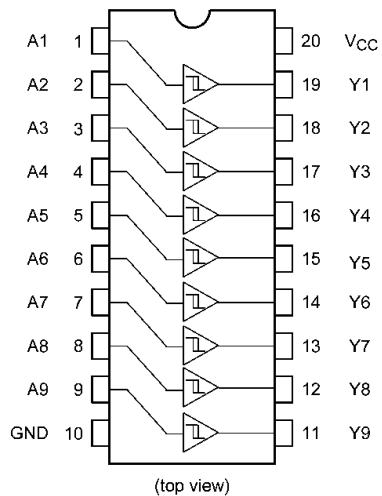 A1 1 20 VCC
A2 2 19 Y1
A3 3 18 Y2
A4 4 17 Y3
A5 5 16 Y4
A6 6 15 Y5
A7 7 14 Y6
A8 8 13 Y7
A9 9 12 Y8
GND 10 11 Y9
(top view)